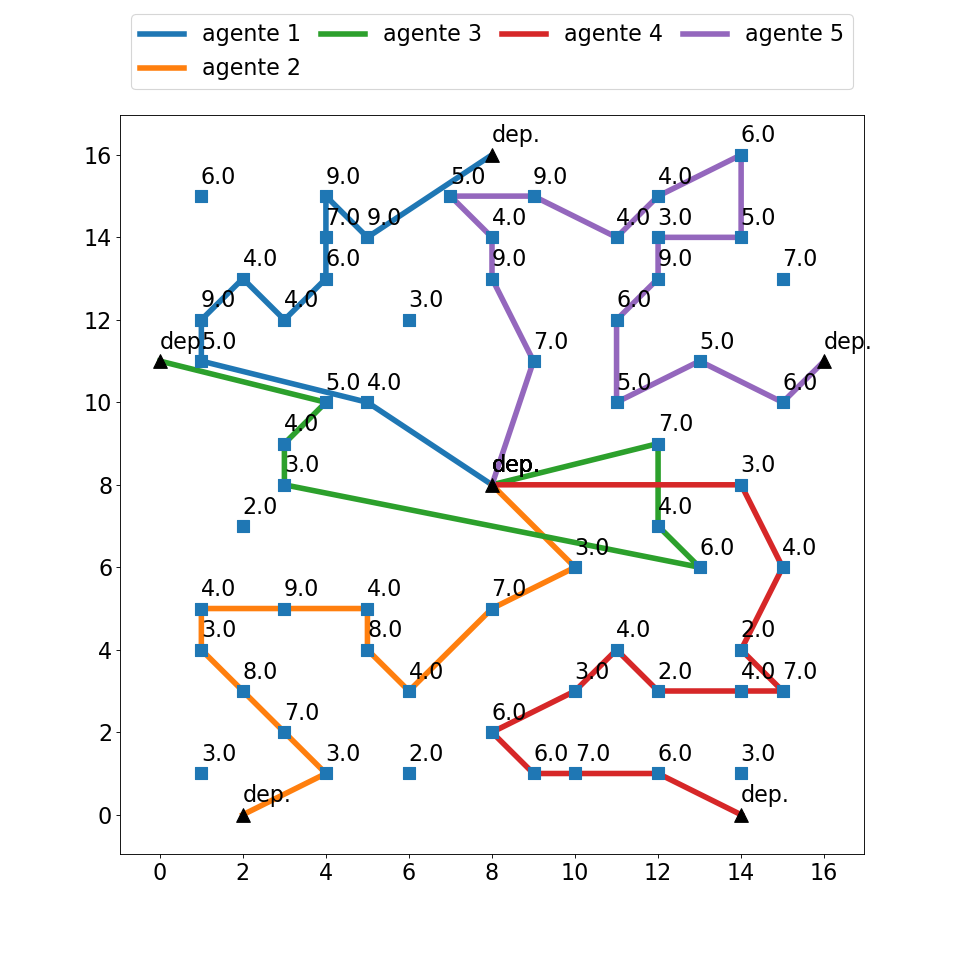 agente 1 agente 3 agente 4 agente 5
agente 2
16 dep. 6.0
6.0 9.0 5.0 9.0 4.0
14 7.0 9.0 4.0 4.0 3.0 5.0
4.0 6.0 9.0 9.0 7.0
12 9.0 4.0 3.0 6.0
dep. 5.0 7.0 5.0 dep.
10 5.0 4.0 5.0 6.0
4.0 7.0
8 3.0 dep. 3.0
2.0 4.0
6 3.0 6.0 4.0
4.0 9.0 4.0 7.0
4 3.0 8.0 4.0 2.0
8.0 4.0 3.0 2.0 4.0 7.0
2 7.0 6.0
3.0 3.0 2.0 6.0 7.0 6.0 3.0
0 dep. dep.
0 2 4 6 8 10 12 14 16